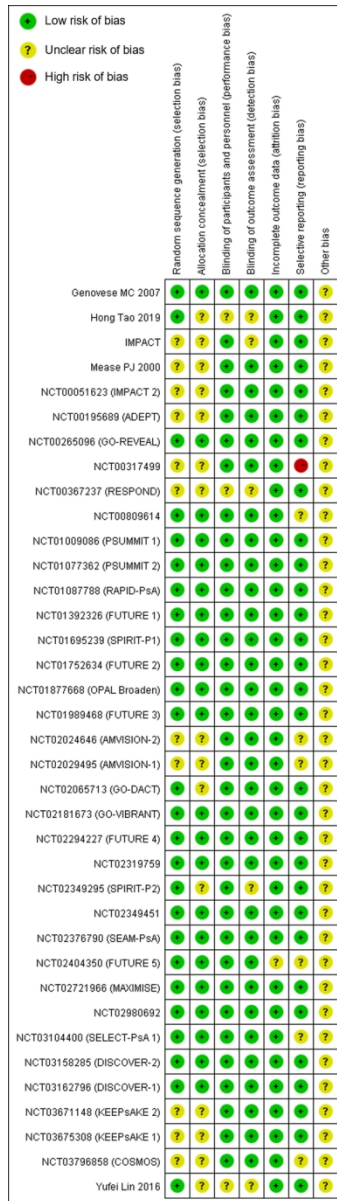 Low risk of bias
Unclear risk of bias
High risk of bias
Random sequence generation (selection bias)
Allocation concealment (selection bias)
Blinding of participants and personnel (performance bias)
Blinding of outcome assessment (detection bias)
Incomplete outcome data (attrition bias)
Selective reporting (reporting bias)
Other bias
Genovese MC 2007
Hong Tao 2019
IMPACT
Mease PJ 2000
NCT00051623 (IMPACT 2)
NCT00195689 (ADEPT)
NCT00265096 (GO-REVEAL)
NCT00317499
NCT00367237 (RESPOND)
NCT00809614
NCT01009086 (PSUMMIT 1)
NCT01077362 (PSUMMIT 2)
NCT01087788 (RAPID-PsA)
NCT01392326 (FUTURE 1)
NCT01695239 (SPIRIT-P1)
NCT01752634 (FUTURE 2)
NCT01877668 (OPAL Broaden)
NCT01989468 (FUTURE 3)
NCT02024646 (AMVISION-2)
NCT02029495 (AMVISION-1)
NCT02065713 (GO-DACT)
NCT02181673 (GO-VIBRANT)
NCT02294227 (FUTURE 4)
NCT02319759
NCT02349295 (SPIRIT-P2)
NCT02349451
NCT02376790 (SEAM-PsA)
NCT02404350 (FUTURE 5)
NCT02721966 (MAXIMISE)
NCT02980692
NCT03104400 (SELECT-PsA 1)
NCT03158285 (DISCOVER-2)
NCT03162796 (DISCOVER-1)
NCT03671148 (KEEPsAKE 2)
NCT03675308 (KEEPsAKE 1)
NCT03796858 (COSMOS)
Yufei Lin 2016